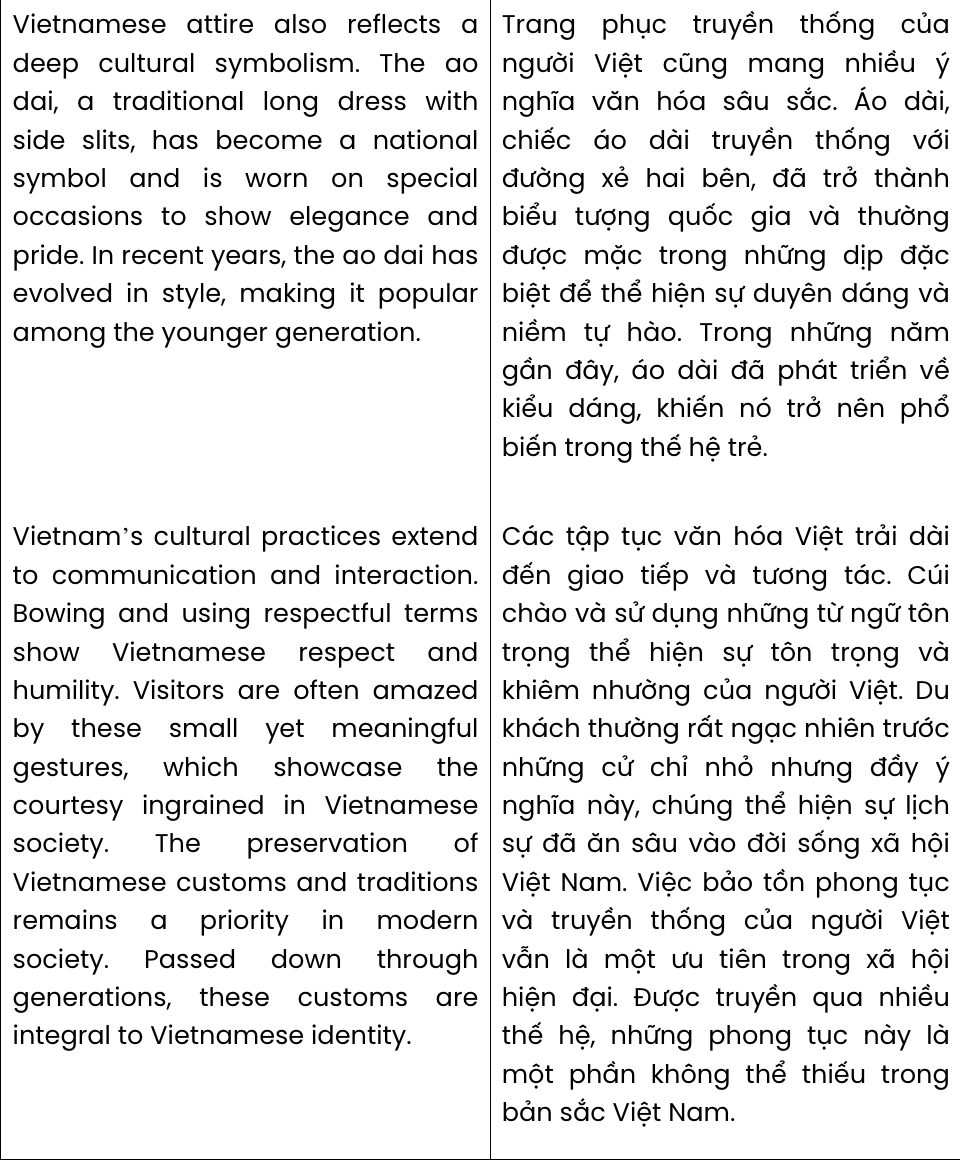 Vietnamese attire also reflects a
deep cultural symbolism. The ao
dai, a traditional long dress with
side slits, has become a national
symbol and is worn on special
occasions to show elegance and
pride. In recent years, the ao dai has
evolved in style, making it popular
among the younger generation.
Trang phục truyền thống của
người Việt cũng mang nhiều ý
nghĩa văn hóa sâu sắc. Áo dài,
chiếc áo dài truyền thống với
đường xẻ hai bên, đã trở thành
biểu tượng quốc gia và thường
được mặc trong những dịp đặc
biệt để thể hiện sự duyên dáng và
niềm tự hào. Trong những năm
gần đây, áo dài đã phát triển về
kiểu dáng, khiến nó trở nên phổ
biến trong thế hệ trẻ.
Vietnam’s cultural practices extend
to communication and interaction.
Bowing and using respectful terms
show Vietnamese respect and
humility. Visitors are often amazed
by these small yet meaningful
gestures, which showcase the
courtesy ingrained in Vietnamese
society. The preservation of
Vietnamese customs and traditions
remains a priority in modern
society. Passed down through
generations, these customs are
integral to Vietnamese identity.
Các tập tục văn hóa Việt trải dài
đến giao tiếp và tương tác. Cúi
chào và sử dụng những từ ngữ tôn
trọng thể hiện sự tôn trọng và
khiêm nhường của người Việt. Du
khách thường rất ngạc nhiên trước
những cử chỉ nhỏ nhưng đầy ý
nghĩa này, chúng thể hiện sự lịch
sự đã ăn sâu vào đời sống xã hội
Việt Nam. Việc bảo tồn phong tục
và truyền thống của người Việt
vẫn là một ưu tiên trong xã hội
hiện đại. Được truyền qua nhiều
thế hệ, những phong tục này là
một phần không thể thiếu trong
bản sắc Việt Nam.